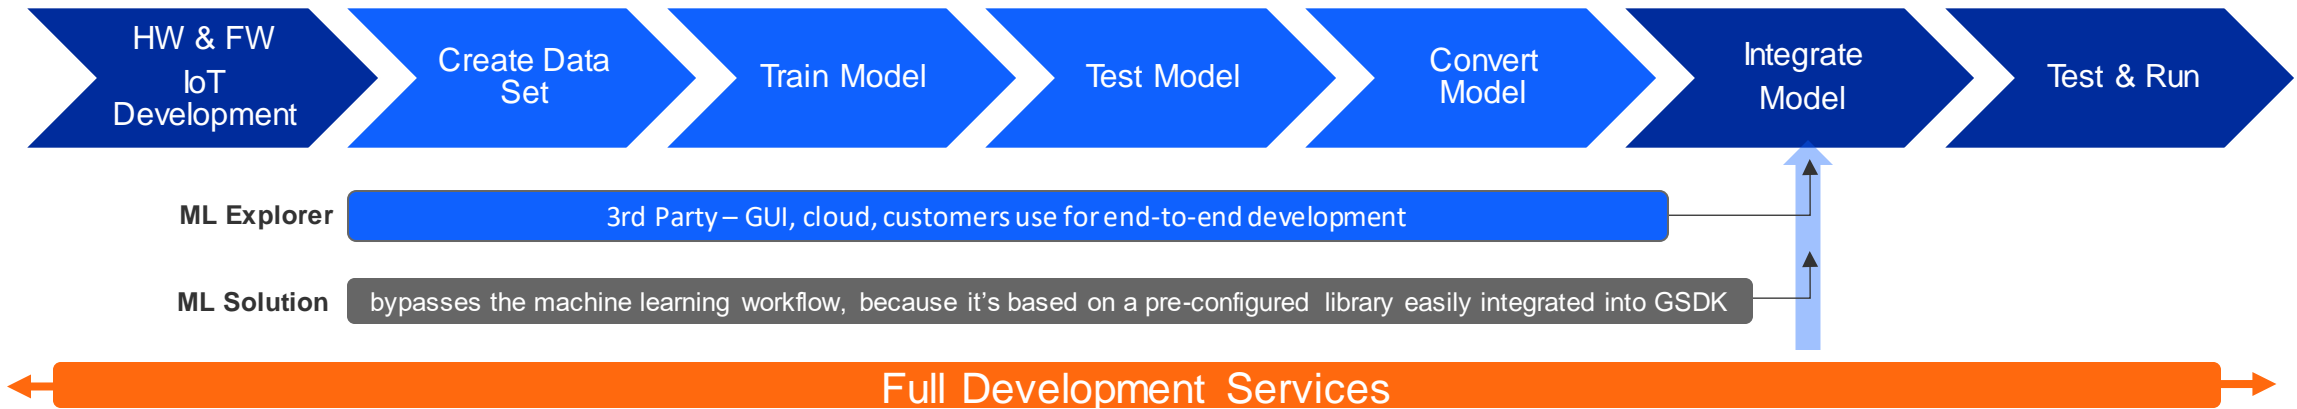 HW & FW
IoT
Development
Create Data
Set
Train Model
Test Model
Convert
Model
Integrate
Model
Test & Run
ML Explorer
3rd Party – GUI, cloud, customers use for end-to-end development
ML Solution
bypasses the machine learning workflow, because it’s based on a pre-configured library easily integrated into GSDK
Full Development Services